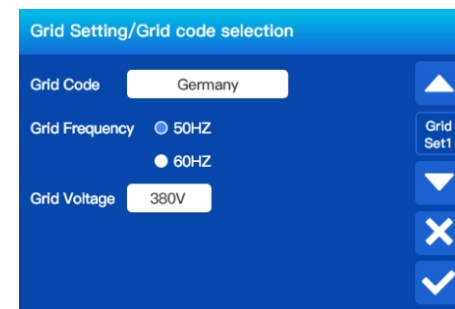 Grid Setting/Grid code selection
Grid Code Germany
Grid Frequency 50HZ
60HZ
Grid Voltage 380V
Grid
Set1